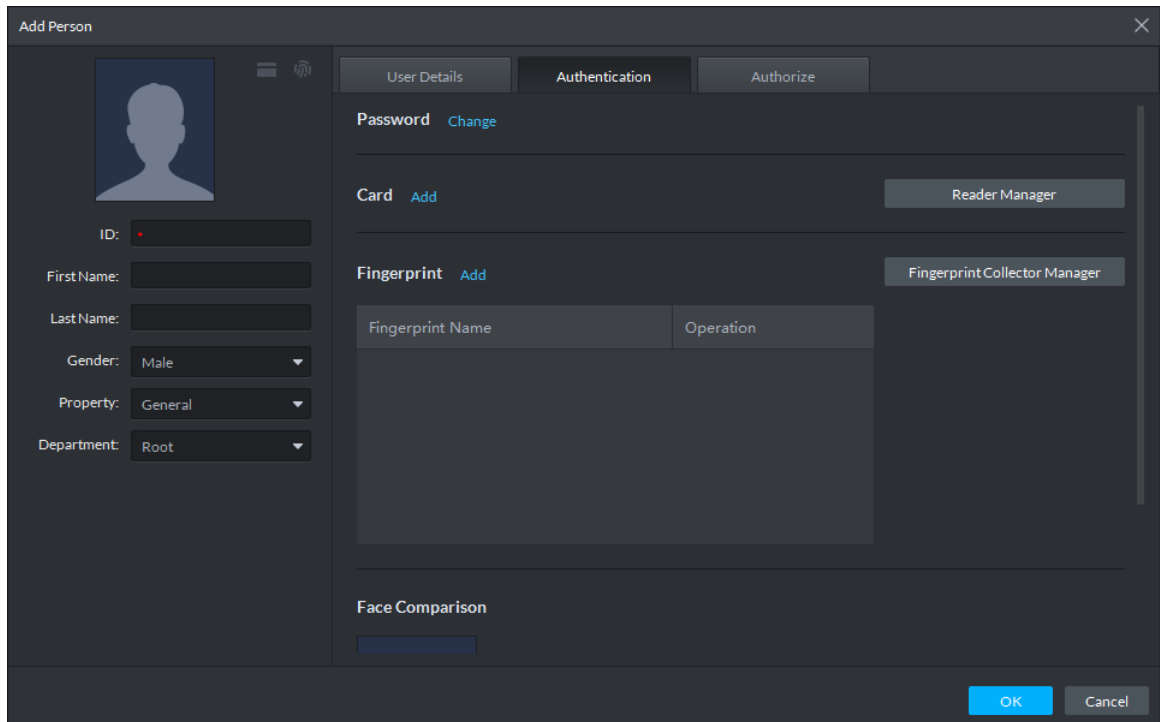 Add Person
User Details
Authentication
Authorize
ID:
First Name:
Last Name:
Gender: Male
Property: General
Department: Root
Password Change
Card Add
Reader Manager
Fingerprint Add
Fingerprint Collector Manager
Fingerprint Name
Operation
Face Comparison
OK
Cancel